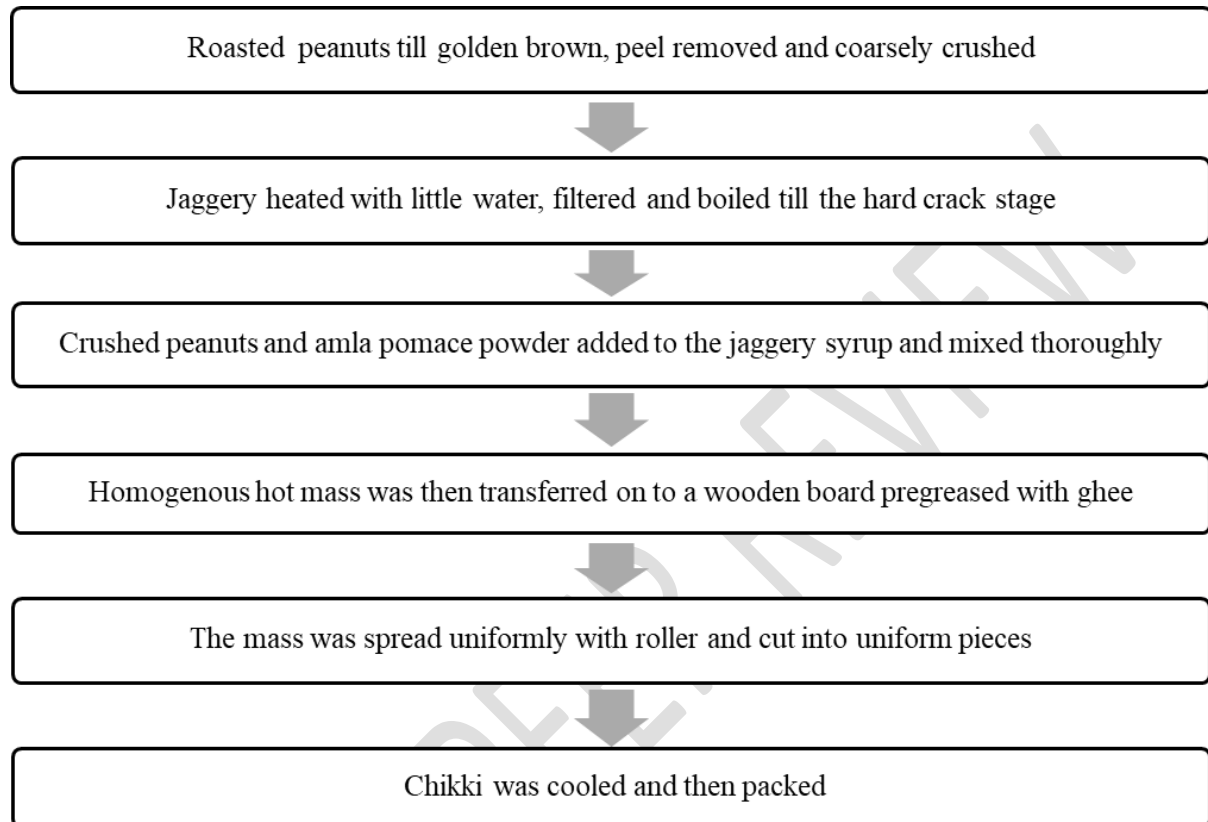 Roasted peanuts till golden brown, peel removed and coarsely crushed
Jaggery heated with little water, filtered and boiled till the hard crack stage
Crushed peanuts and amla pomace powder added to the jaggery syrup and mixed thoroughly
Homogenous hot mass was then transferred on to a wooden board pregreased with ghee
The mass was spread uniformly with roller and cut into uniform pieces
Chikki was cooled and then packed